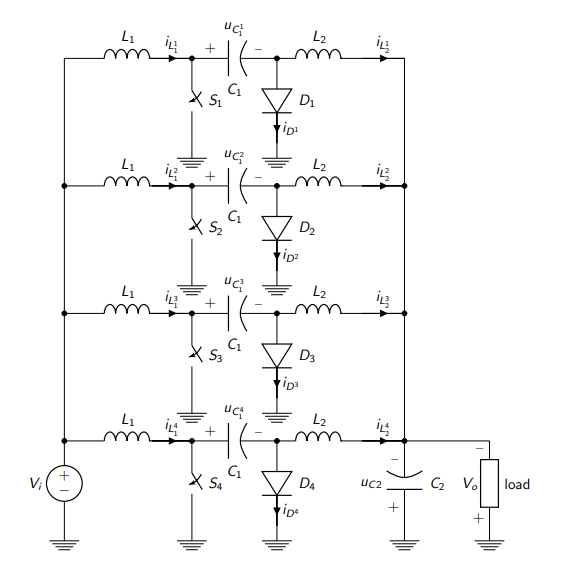 u_{C_1^1}
L_1 i_{L_1^1} + − L_2 i_{L_2^1}
C_1
S_1 D_1
i_{D^1}
u_{C_1^2}
L_1 i_{L_1^2} + − L_2 i_{L_2^2}
C_1
S_2 D_2
i_{D^2}
u_{C_1^3}
L_1 i_{L_1^3} + − L_2 i_{L_2^3}
C_1
S_3 D_3
i_{D^3}
u_{C_1^4}
L_1 i_{L_1^4} + − L_2 i_{L_2^4}
C_1
− −
V_i + − S_4 D_4 u_{C2} C_2 V_o load
i_{D^4}
+ +